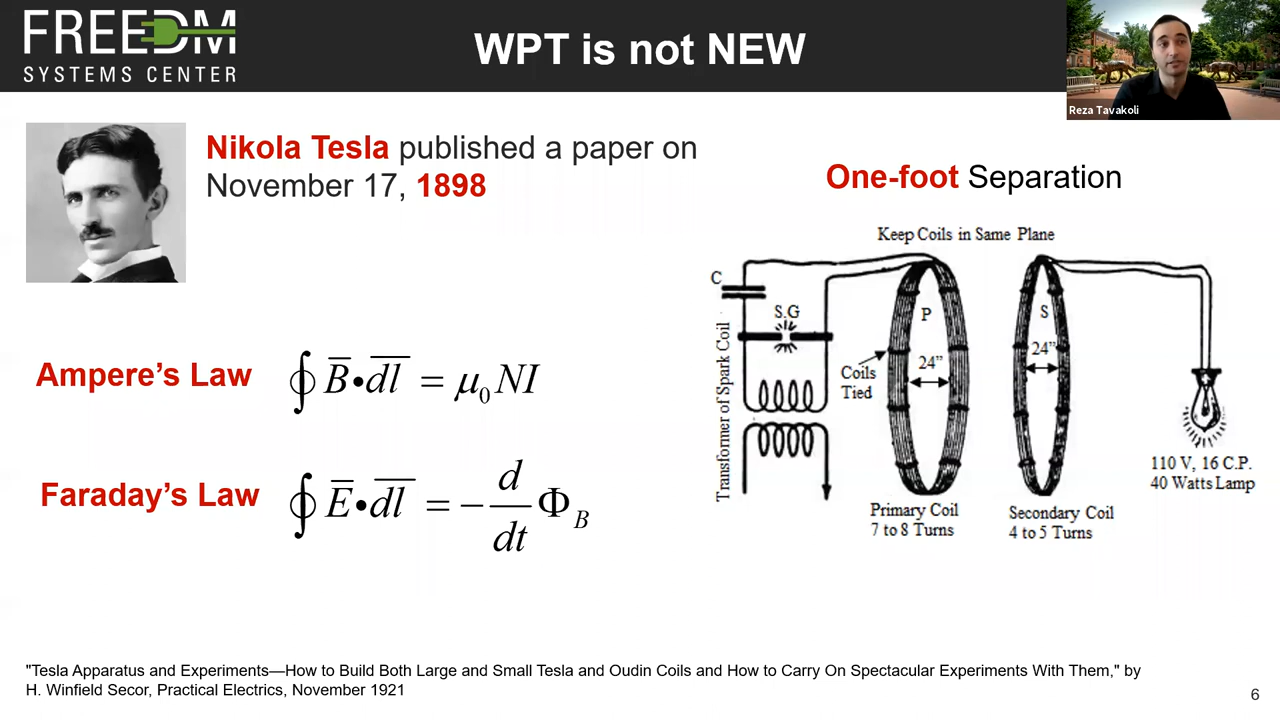 FREEDM
SYSTEMS CENTER
WPT is not NEW
Reza Tavakoli
Nikola Tesla published a paper on
November 17, 1898
One-foot Separation
Keep Coils in Same Plane
C
S.G
P
S
24”
24”
Coils
Tied
Transformer of Spark Coil
110 V, 16 C.P.
40 Watts Lamp
Primary Coil
7 to 8 Turns
Secondary Coil
4 to 5 Turns
Ampere’s Law ∮ B̅•d̅l̅ = μ₀NI
Faraday’s Law ∮ E̅•d̅l̅ = − d/dt Φ_B
"Tesla Apparatus and Experiments—How to Build Both Large and Small Tesla and Oudin Coils and How to Carry On Spectacular Experiments With Them," by
H. Winfield Secor, Practical Electrics, November 1921
6